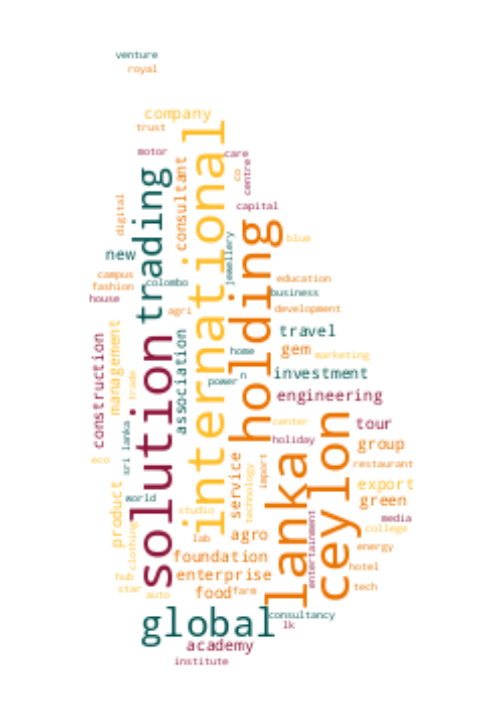 venture
royal
company
trust
motor
care
centre
co
consultant
international
trading
capital
digital
holding
blue
jewellery
new
campus
colombo
education
fashion
business
house
agri
development
travel
construction
management
association
home
gem
marketing
power
n
investment
trade
engineering
solution
ceylon
center
tour
holiday
group
sri lanka
lanka
eco
service
import
technology
restaurant
product
world
export
green
studio
media
entertainment
college
clothing
lab
agro
energy
foundation
hotel
hub
enterprise
star
auto
food
farm
tech
global
consultancy
lk
academy
institute